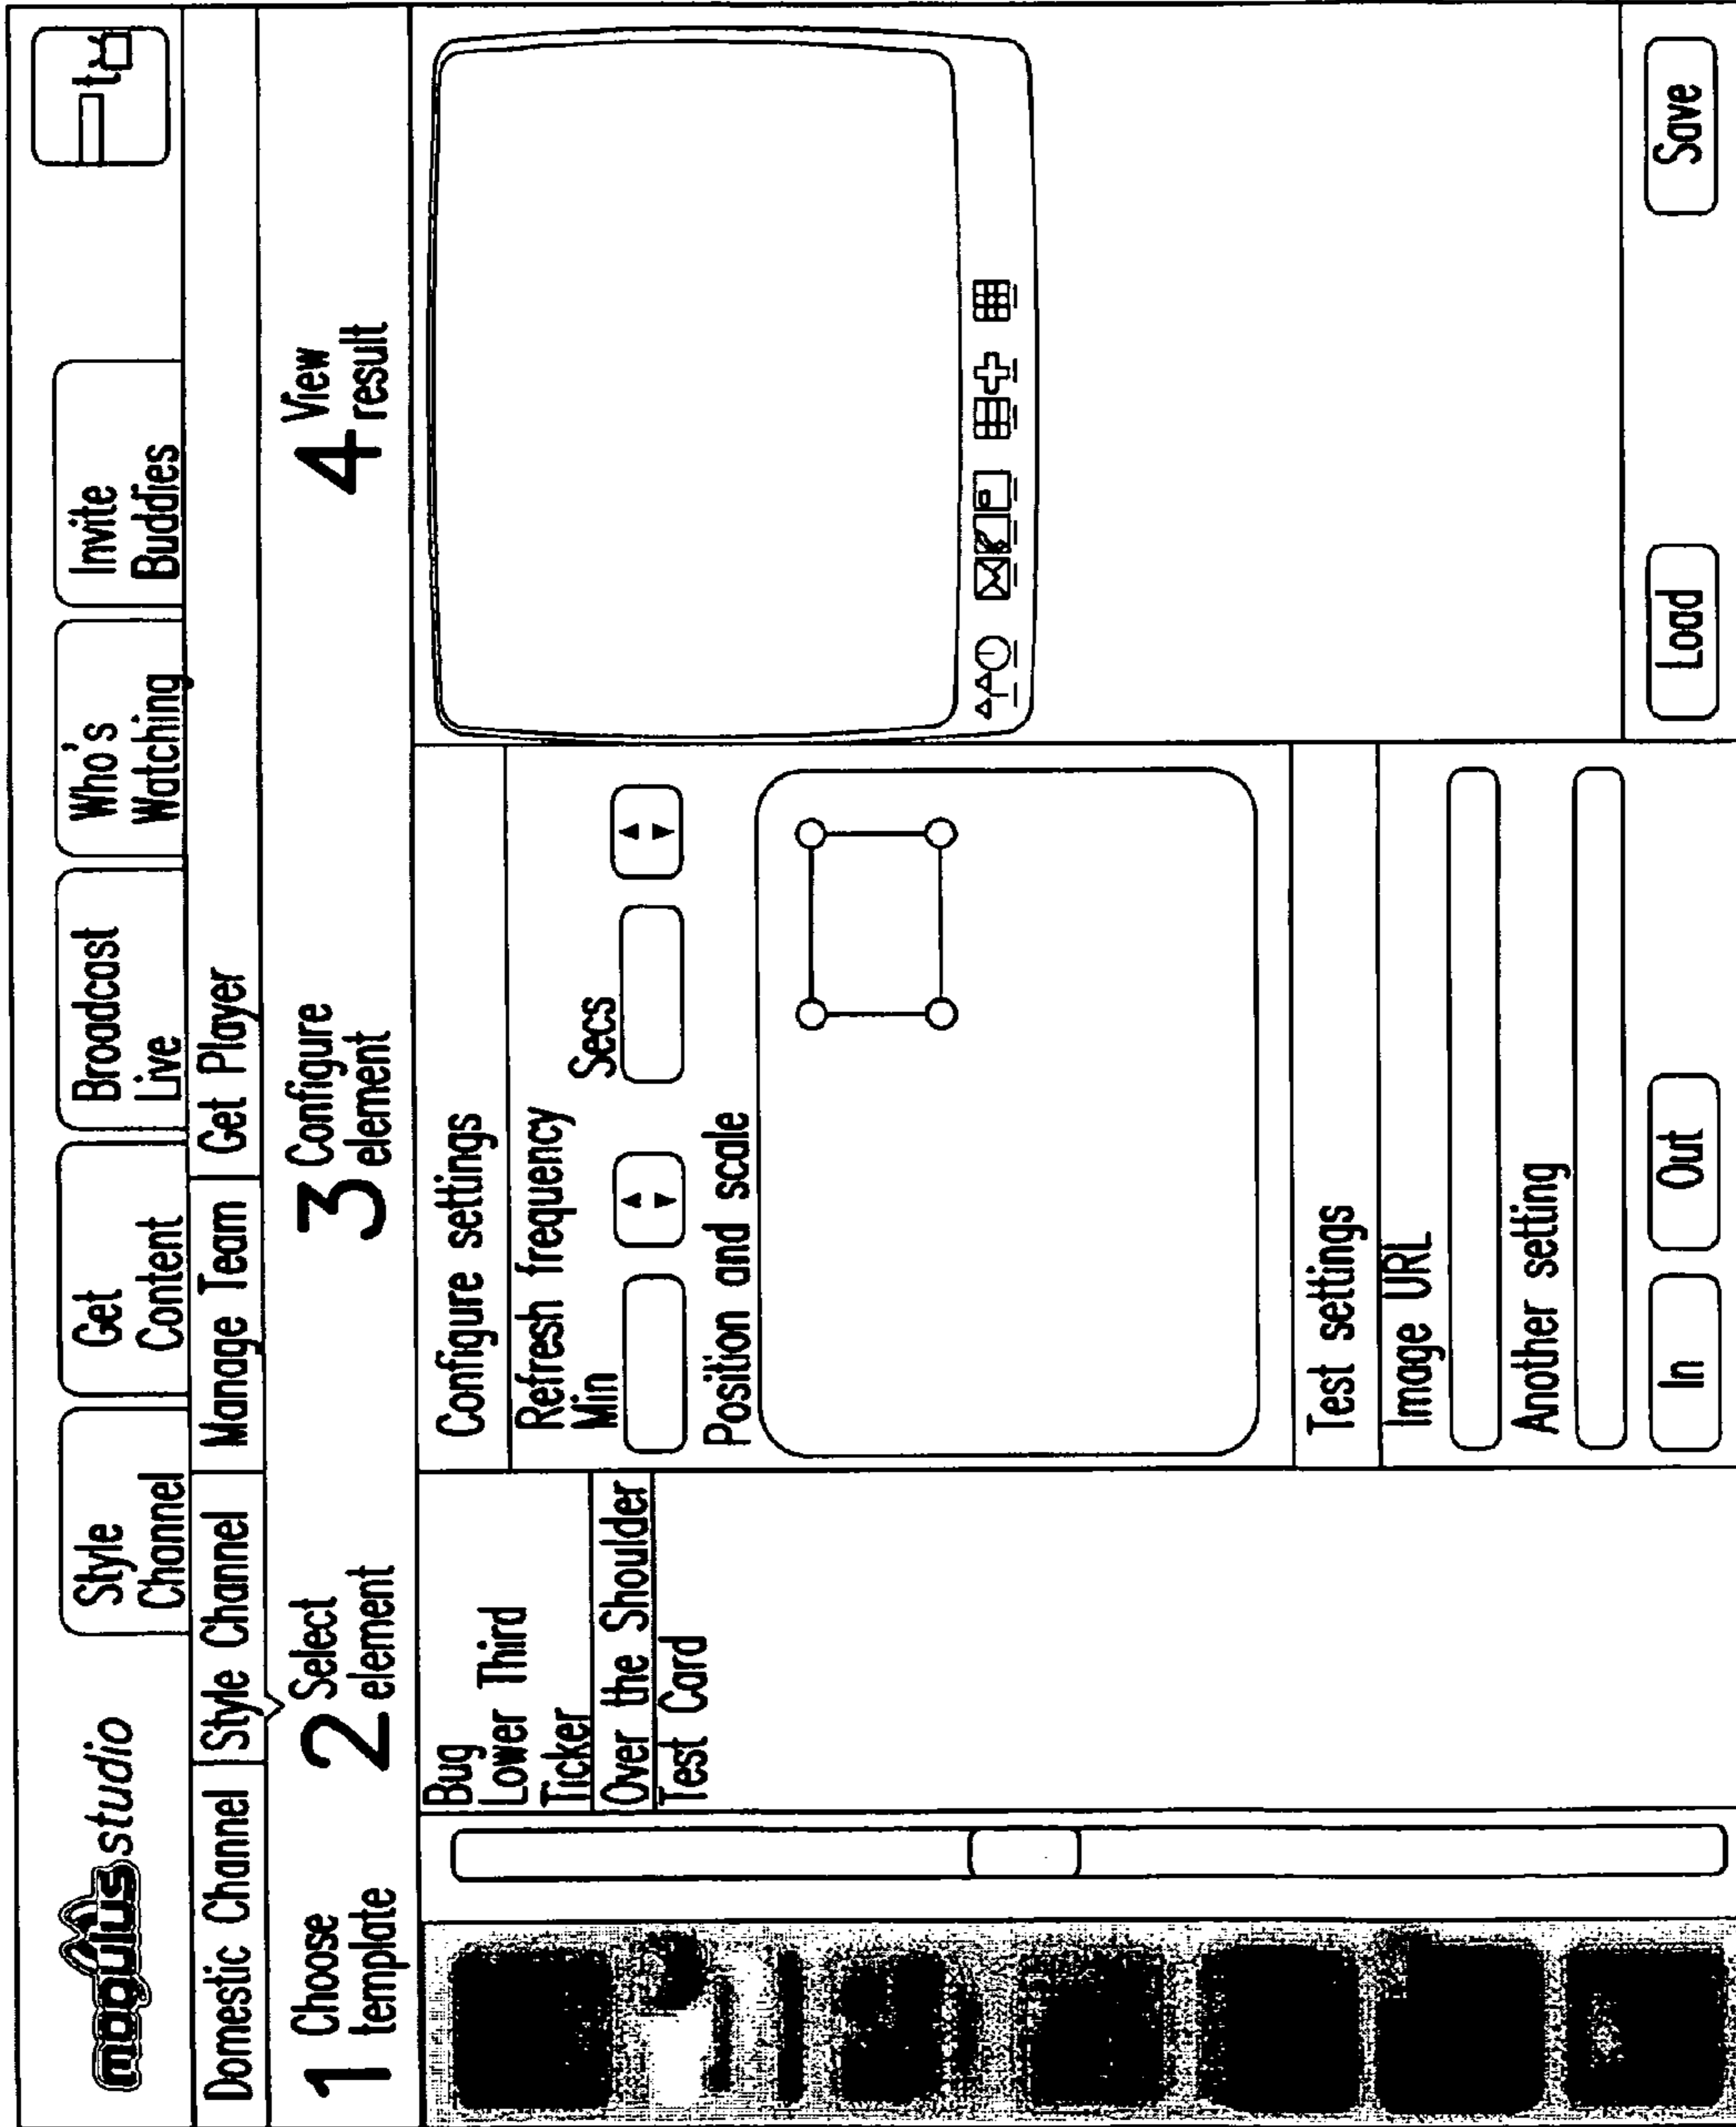 mogulus studio
Style
Channel
Get
Content
Broadcast
Live
Who's
Watching
Invite
Buddies
Domestic Channel
Style Channel
Manage Team
Get Player
1 Choose
template
2 Select
element
3 Configure
element
4 View
result
Bug
Lower Third
Ticker
Over the Shoulder
Test Card
Configure settings
Refresh frequency
Min
Secs
Position and scale
Test settings
Image URL
Another setting
In
Out
Load
Save